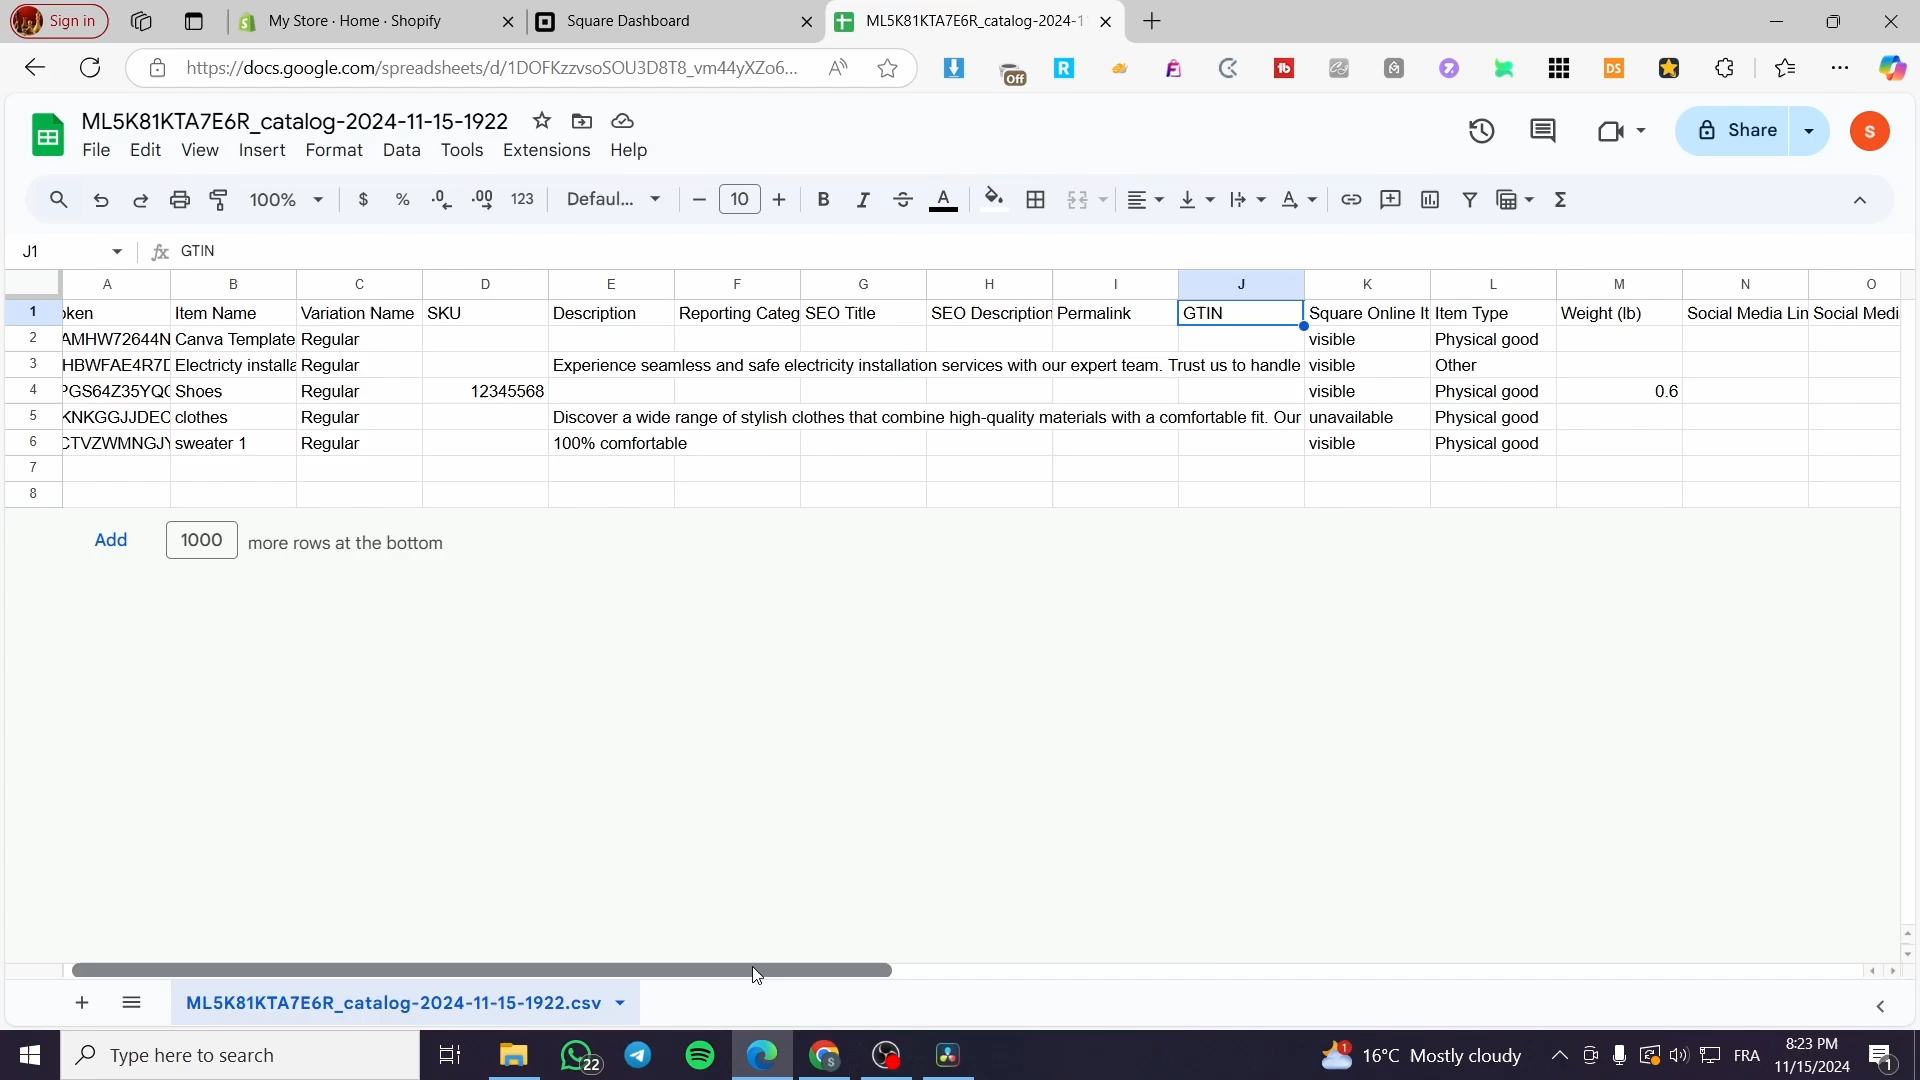 Sign in
My Store · Home · Shopify
Square Dashboard
ML5K81KTA7E6R_catalog-2024-1
https://docs.google.com/spreadsheets/d/1DOFKzzvsoSOU3D8T8_vm44yXZo6...
Off
R
tb
DS
ML5K81KTA7E6R_catalog-2024-11-15-1922
File Edit View Insert Format Data Tools Extensions Help
Share
S
100% $ % .0 .00 123 Defaul... 10 B I A
J1 fx GTIN
A B C D E F G H I J K L M N O
1 oken Item Name Variation Name SKU Description Reporting Categ SEO Title SEO Description Permalink GTIN Square Online It Item Type Weight (lb) Social Media Lin Social Medi
2 AMHW72644N Canva Template Regular visible Physical good
3 HBWFAE4R7D Electricty installa Regular Experience seamless and safe electricity installation services with our expert team. Trust us to handle visible Other
4 PGS64Z35YQ Shoes Regular 12345568 visible Physical good 0.6
5 KNKGGJJDEC clothes Regular Discover a wide range of stylish clothes that combine high-quality materials with a comfortable fit. Our unavailable Physical good
6 CTVZWMNGJY sweater 1 Regular 100% comfortable visible Physical good
7
8
Add 1000 more rows at the bottom
ML5K81KTA7E6R_catalog-2024-11-15-1922.csv
Type here to search
22
S
1
16°C Mostly cloudy
FRA
8:23 PM
11/15/2024
1